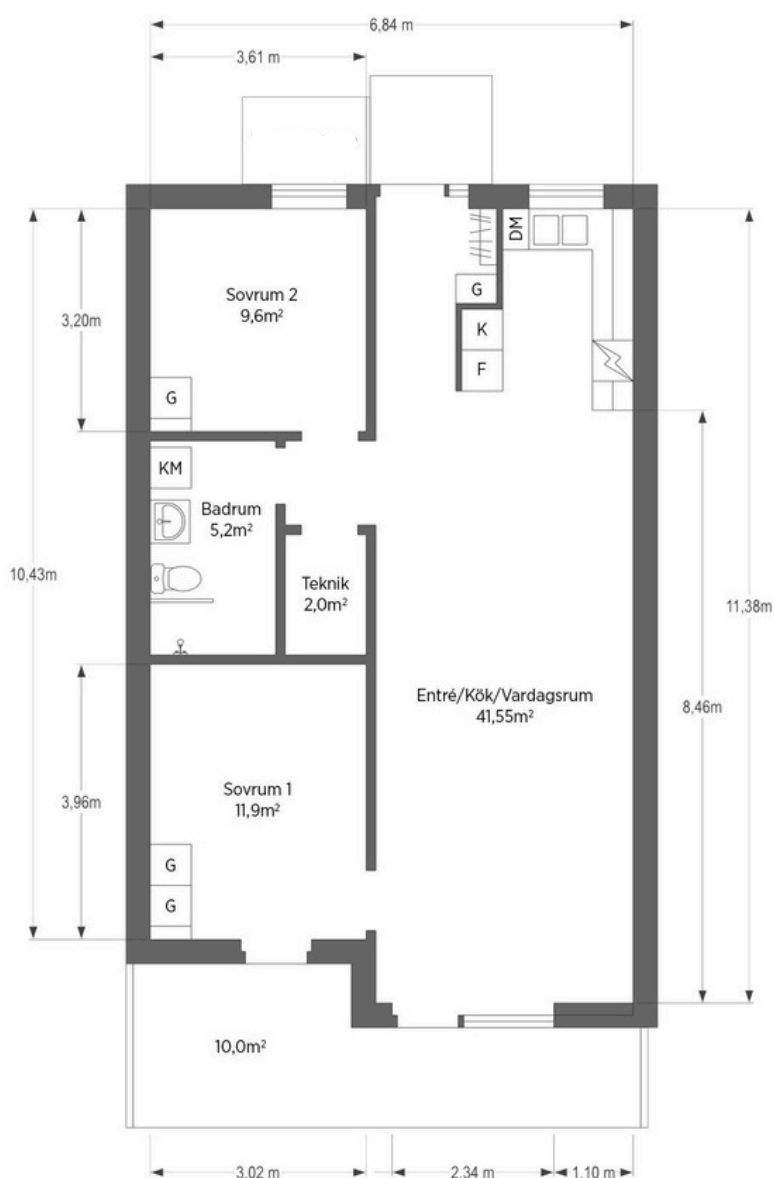 6,84 m
3,61 m
DM
Sovrum 2
9,6m²
G
K
F
3,20m
G
KM
Badrum
5,2m²
Teknik
2,0m²
10,43m
11,38m
Entré/Kök/Vardagsrum
41,55m²
8,46m
Sovrum 1
11,9m²
3,96m
G
G
10,0m²
3.02 m
2.34 m
1.10 m